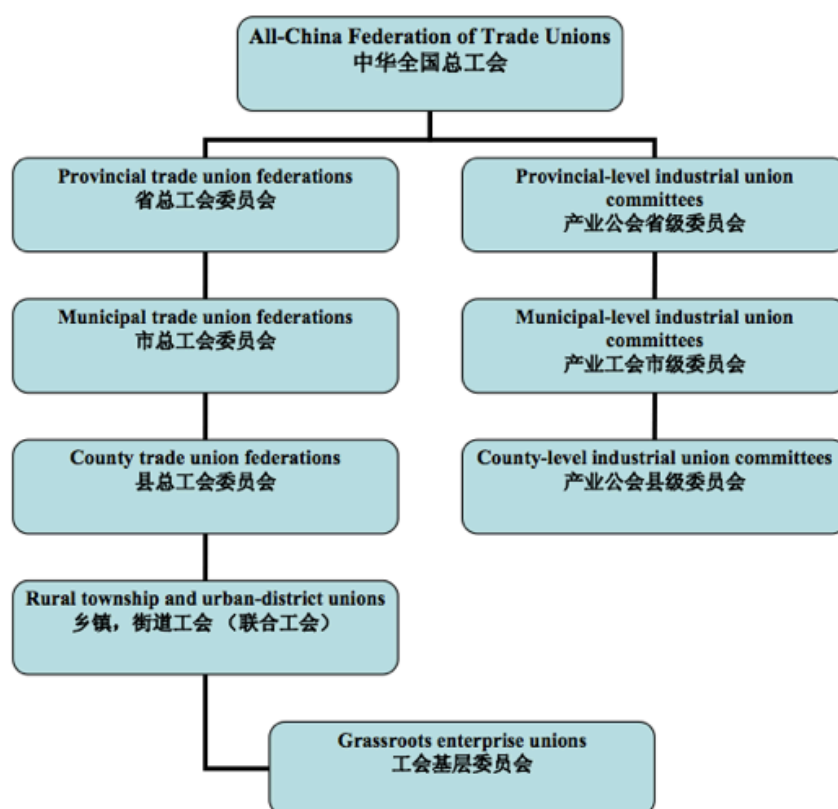 All-China Federation of Trade Unions
中华全国总工会
Provincial trade union federations
省总工会委员会
Provincial-level industrial union
committees
产业公会省级委员会
Municipal trade union federations
市总工会委员会
Municipal-level industrial union
committees
产业工会市级委员会
County trade union federations
县总工会委员会
County-level industrial union committees
产业公会县级委员会
Rural township and urban-district unions
乡镇，街道工会 （联合工会）
Grassroots enterprise unions
工会基层委员会